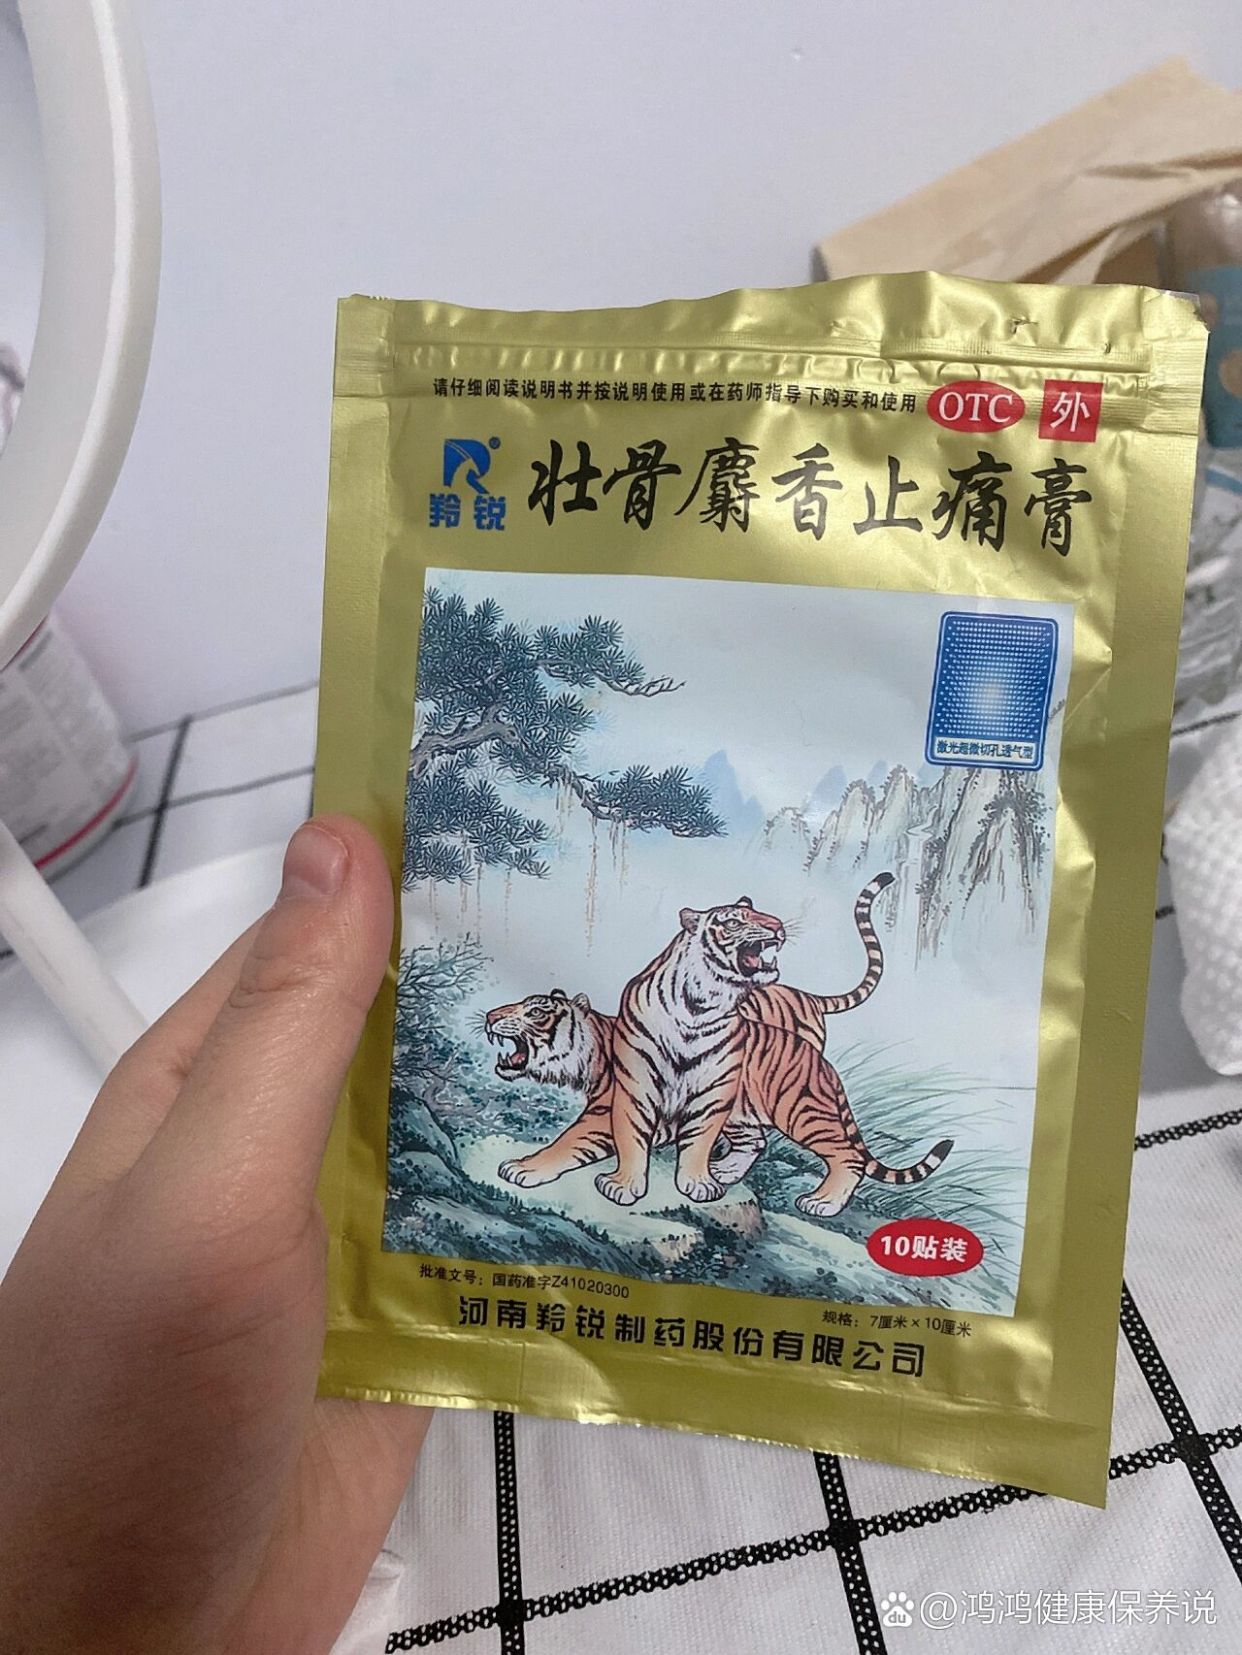 请仔细阅读说明书并按说明使用或在药师指导下购买和使用
OTC 外
R®
羚锐 壮骨麝香止痛膏
激光超微切孔透气型
10贴装
批准文号：国药准字Z41020300
规格：7厘米×10厘米
河南羚锐制药股份有限公司
du @鸿鸿健康保养说